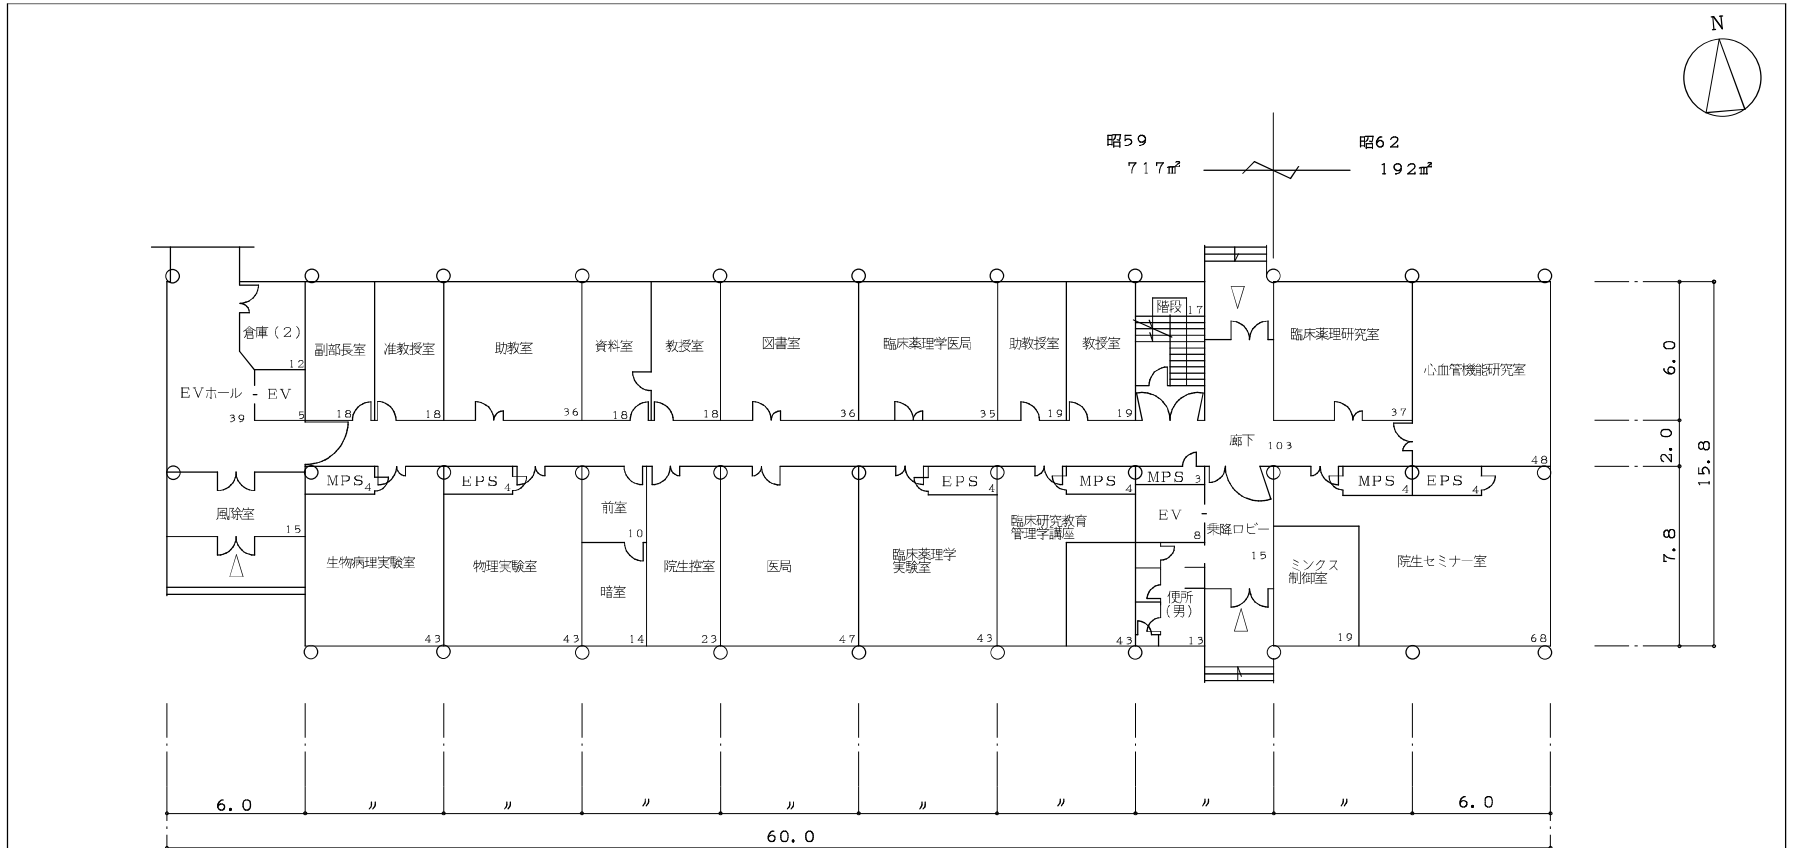 N
昭59
昭62
717㎡
192㎡
倉庫(2)
12
EVホール
39
EV
5
副部長室
18
准教授室
18
助教室
36
資料室
18
教授室
18
図書室
36
臨床薬理学医局
35
助教授室
19
教授室
19
階段
17
臨床薬理研究室
37
心血管機能研究室
48
廊下
103
風除室
15
MPS
4
生物病理実験室
43
EPS
4
物理実験室
43
前室
10
暗室
14
院生控室
23
医局
47
臨床薬理学
実験室
43
EPS
4
臨床研究教育
管理学講座
43
MPS
4
MPS
3
EV
8
便所
(男)
13
乗降ロビー
15
ミンクス
制御室
19
MPS
4
EPS
4
院生セミナー室
68
6.0
2.0
7.8
15.8
6.0
〃
〃
〃
〃
〃
〃
〃
〃
6.0
60.0